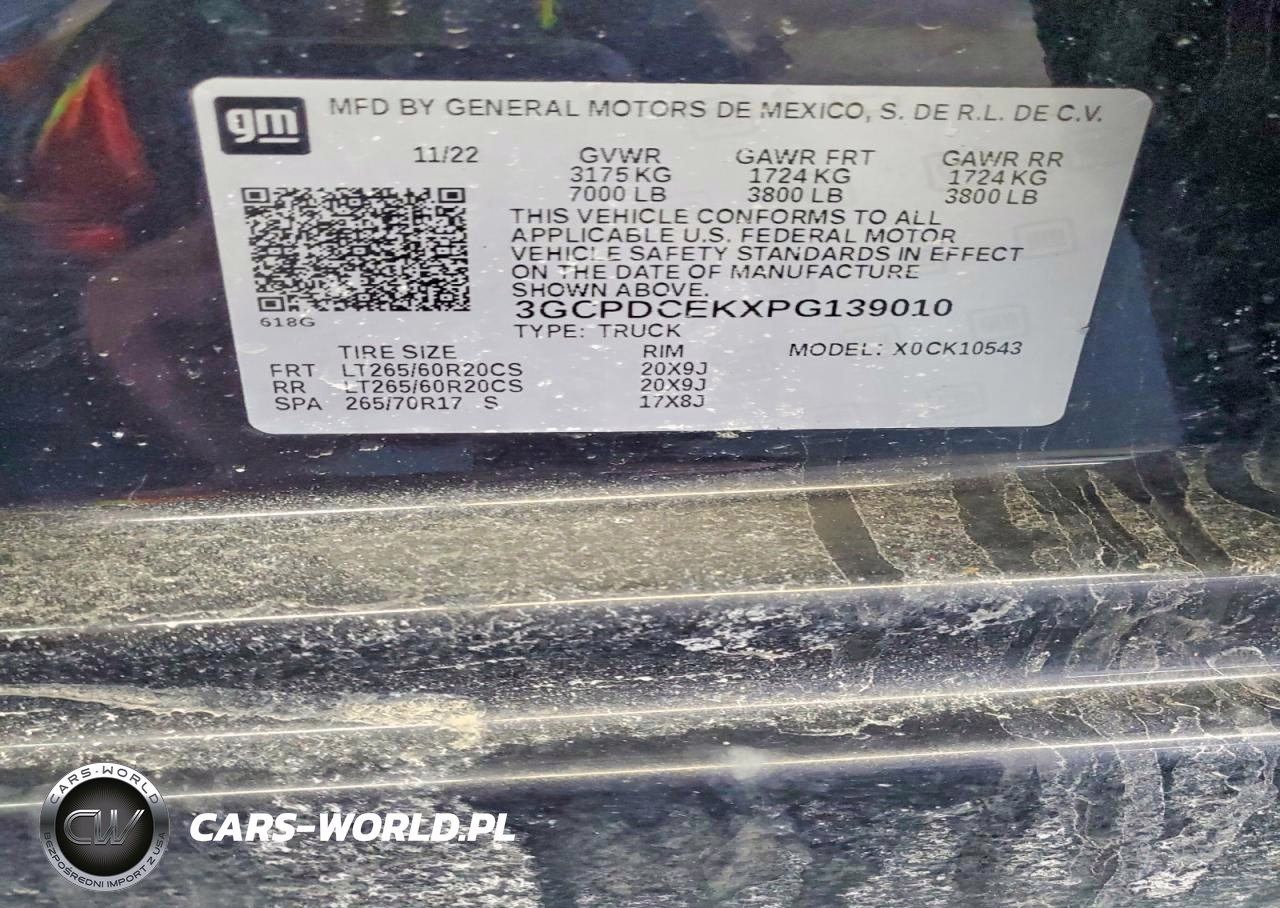 gm
MFD BY GENERAL MOTORS DE MEXICO, S. DE R.L. DE C.V.
11/22 GVWR GAWR FRT GAWR RR
3175 KG 1724 KG 1724 KG
7000 LB 3800 LB 3800 LB
THIS VEHICLE CONFORMS TO ALL
APPLICABLE U.S. FEDERAL MOTOR
VEHICLE SAFETY STANDARDS IN EFFECT
ON THE DATE OF MANUFACTURE
SHOWN ABOVE.
3GCPDCEKXPG139010
618G
TYPE: TRUCK
MODEL: X0CK10543
TIRE SIZE RIM
FRT LT265/60R20CS 20X9J
RR LT265/60R20CS 20X9J
SPA 265/70R17 S 17X8J
CARS-WORLD
CW
BEZPOŚREDNI IMPORT Z USA
CARS-WORLD.PL